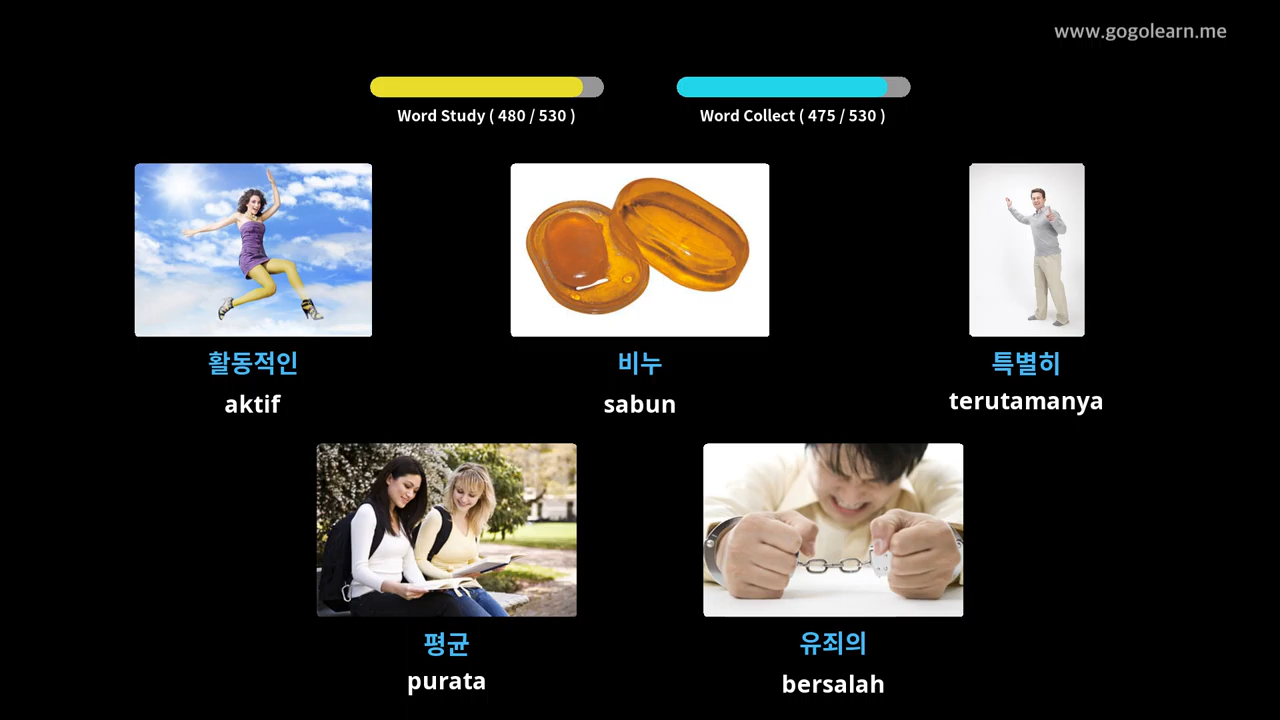 www.gogolearn.me
Word Study ( 480 / 530 )
Word Collect ( 475 / 530 )
활동적인
aktif
비누
sabun
특별히
terutamanya
평균
purata
유죄의
bersalah